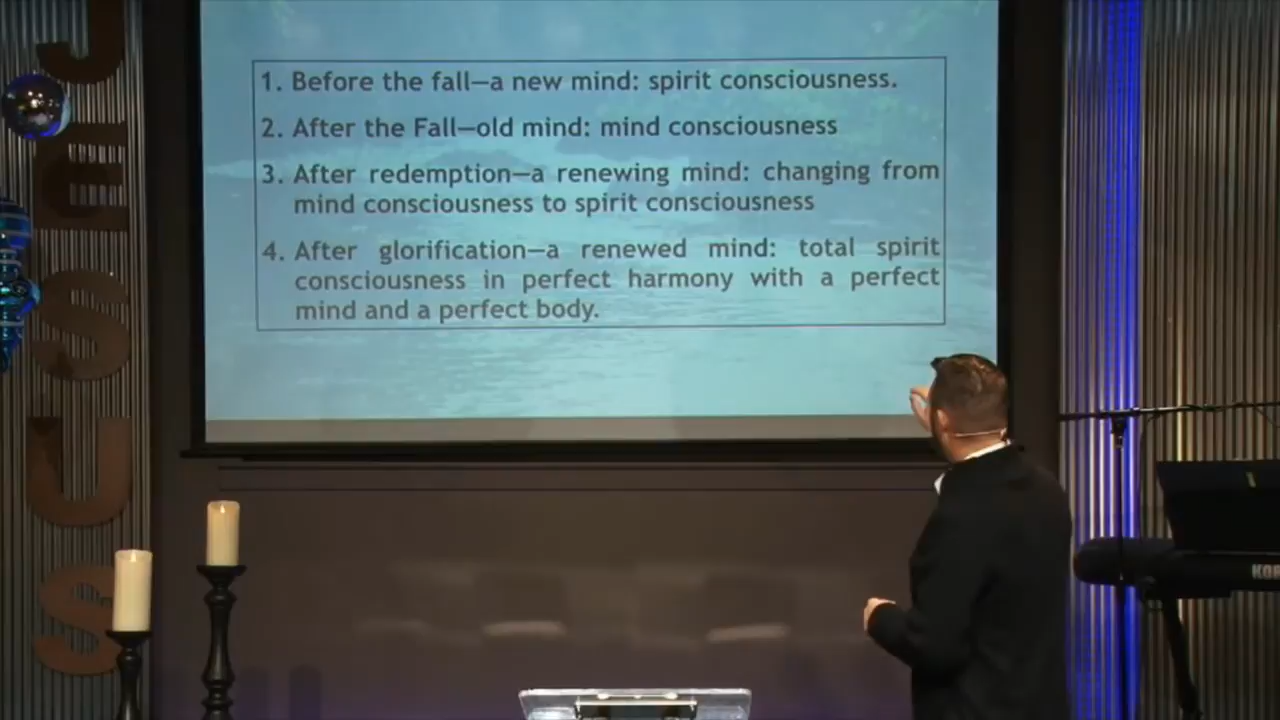 JESUS
1. Before the fall—a new mind: spirit consciousness.
2. After the Fall—old mind: mind consciousness
3. After redemption—a renewing mind: changing from
mind consciousness to spirit consciousness
4. After glorification—a renewed mind: total spirit
consciousness in perfect harmony with a perfect
mind and a perfect body.